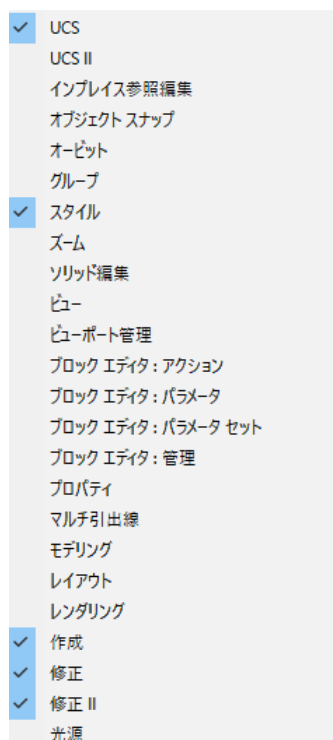 UCS
UCS II
インプレイス参照編集
オブジェクト スナップ
オービット
グループ
スタイル
ズーム
ソリッド編集
ビュー
ビューポート管理
ブロック エディタ : アクション
ブロック エディタ : パラメータ
ブロック エディタ : パラメータ セット
ブロック エディタ : 管理
プロパティ
マルチ引出線
モデリング
レイアウト
レンダリング
作成
修正
修正 II
光源